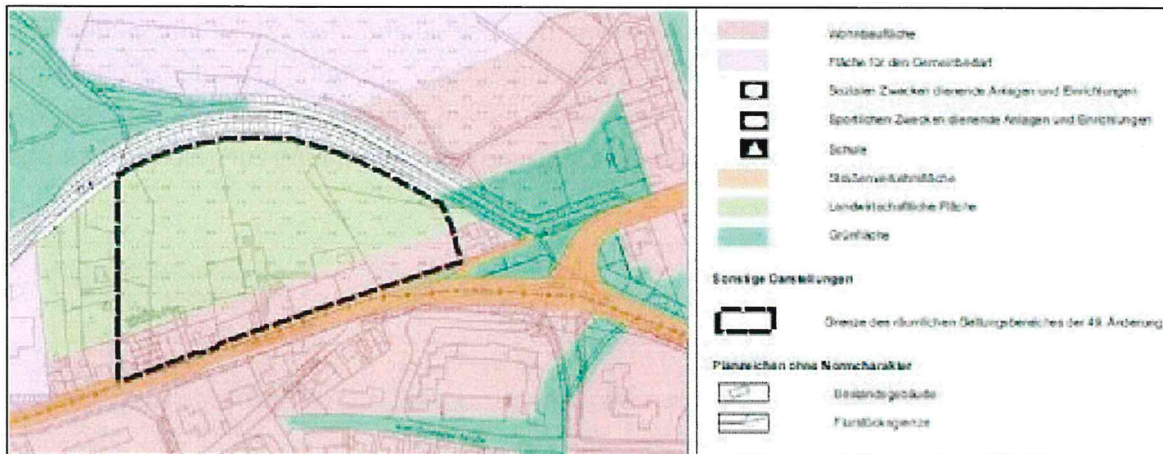 Wohnbaufläche
Fläche für den Gemeinbedarf
Sozialen Zwecken dienende Anlagen und Einrichtungen
Sportlichen Zwecken dienende Anlagen und Einrichtungen
Schule
Straßenverkehrsfläche
Landwirtschaftliche Fläche
Grünfläche
Sonstige Darstellungen
Grenze des räumlichen Geltungsbereiches der 49. Änderung
Planzeichen ohne Normcharakter
Bestandsgebäude
Flurstücksgrenze